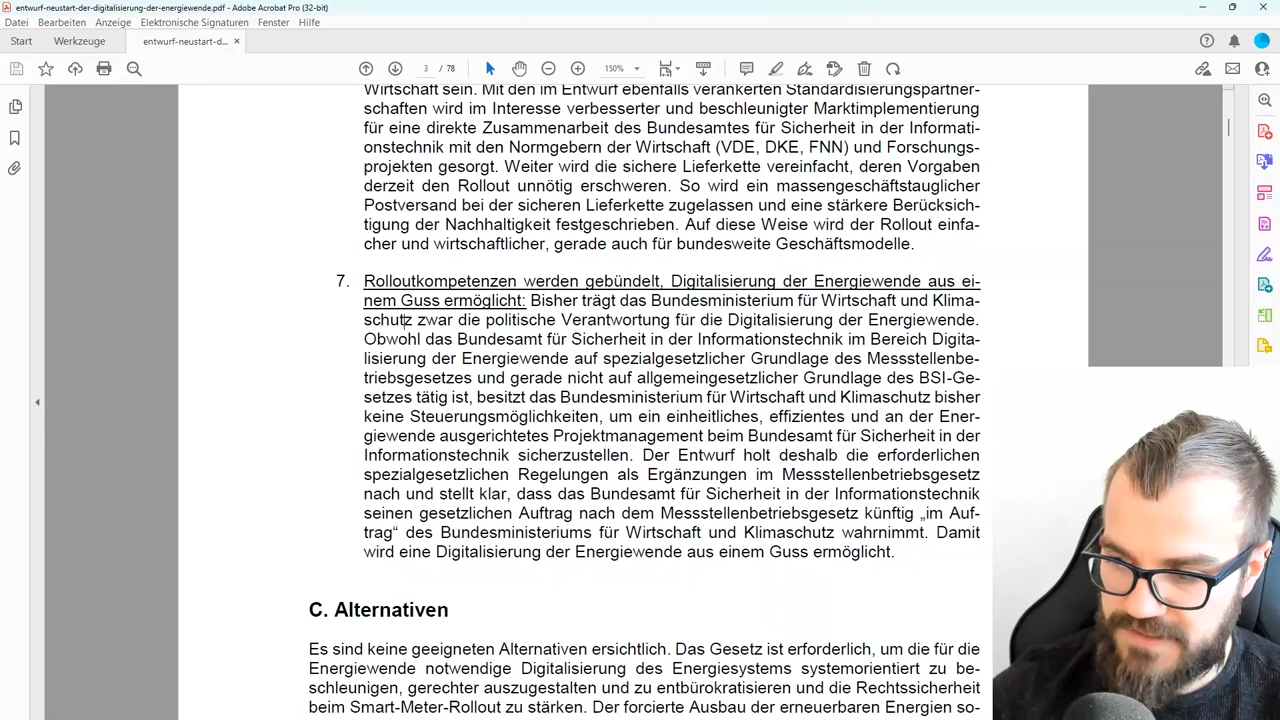 entwurf-neustart-der-digitalisierung-der-energiewende.pdf - Adobe Acrobat Pro (32-bit)
Datei Bearbeiten Anzeige Elektronische Signaturen Fenster Hilfe
Start Werkzeuge entwurf-neustart-d... ×
3 / 78 150%
Wirtschaft sein. Mit den im Entwurf ebenfalls verankerten Standardisierungspartner-
schaften wird im Interesse verbesserter und beschleunigter Marktimplementierung
für eine direkte Zusammenarbeit des Bundesamtes für Sicherheit in der Informati-
onstechnik mit den Normgebern der Wirtschaft (VDE, DKE, FNN) und Forschungs-
projekten gesorgt. Weiter wird die sichere Lieferkette vereinfacht, deren Vorgaben
derzeit den Rollout unnötig erschweren. So wird ein massengeschäftstauglicher
Postversand bei der sicheren Lieferkette zugelassen und eine stärkere Berücksich-
tigung der Nachhaltigkeit festgeschrieben. Auf diese Weise wird der Rollout einfa-
cher und wirtschaftlicher, gerade auch für bundesweite Geschäftsmodelle.
7. Rolloutkompetenzen werden gebündelt, Digitalisierung der Energiewende aus ei-
nem Guss ermöglicht: Bisher trägt das Bundesministerium für Wirtschaft und Klima-
schutz zwar die politische Verantwortung für die Digitalisierung der Energiewende.
Obwohl das Bundesamt für Sicherheit in der Informationstechnik im Bereich Digita-
lisierung der Energiewende auf spezialgesetzlicher Grundlage des Messstellenbe-
triebsgesetzes und gerade nicht auf allgemeingesetzlicher Grundlage des BSI-Ge-
setzes tätig ist, besitzt das Bundesministerium für Wirtschaft und Klimaschutz bisher
keine Steuerungsmöglichkeiten, um ein einheitliches, effizientes und an der Ener-
giewende ausgerichtetes Projektmanagement beim Bundesamt für Sicherheit in der
Informationstechnik sicherzustellen. Der Entwurf holt deshalb die erforderlichen
spezialgesetzlichen Regelungen als Ergänzungen im Messstellenbetriebsgesetz
nach und stellt klar, dass das Bundesamt für Sicherheit in der Informationstechnik
seinen gesetzlichen Auftrag nach dem Messstellenbetriebsgesetz künftig „im Auf-
trag“ des Bundesministeriums für Wirtschaft und Klimaschutz wahrnimmt. Damit
wird eine Digitalisierung der Energiewende aus einem Guss ermöglicht.
C. Alternativen
Es sind keine geeigneten Alternativen ersichtlich. Das Gesetz ist erforderlich, um die für die
Energiewende notwendige Digitalisierung des Energiesystems systemorientiert zu be-
schleunigen, gerechter auszugestalten und zu entbürokratisieren und die Rechtssicherheit
beim Smart-Meter-Rollout zu stärken. Der forcierte Ausbau der erneuerbaren Energien so-